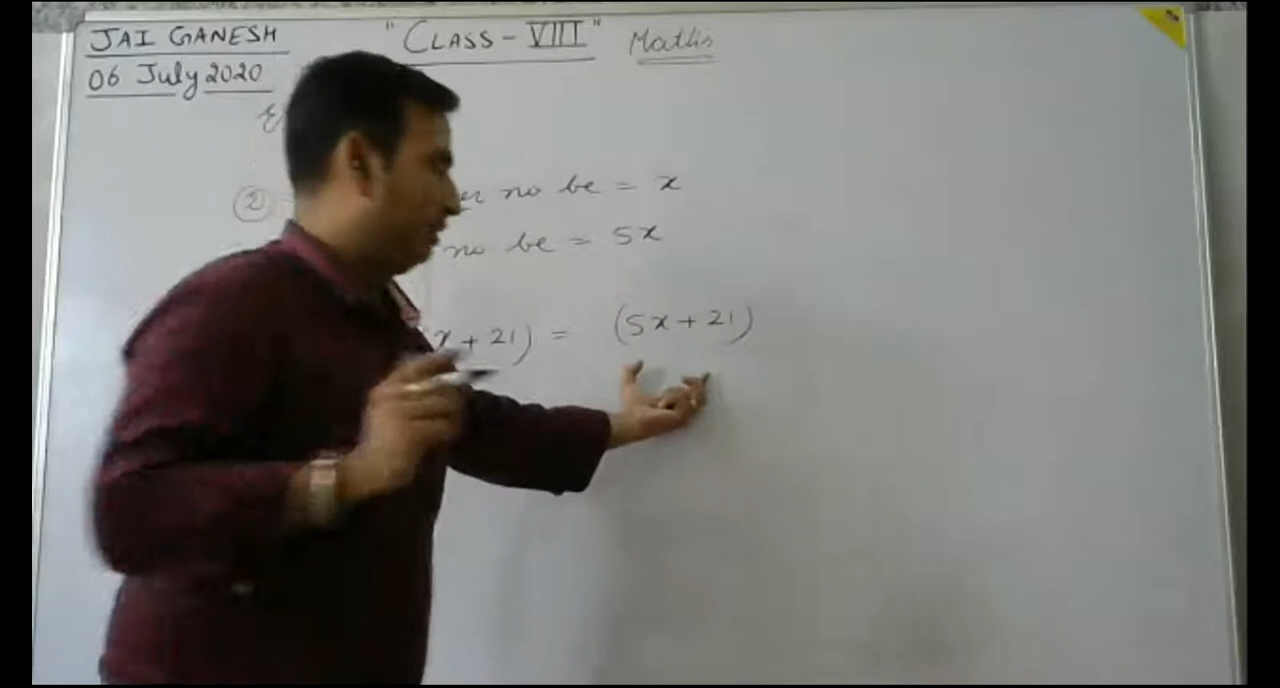 JAI GANESH "CLASS - VIII" Maths
06 July 2020
② no be = x
no be = 5x
x + 21) = (5x + 21)